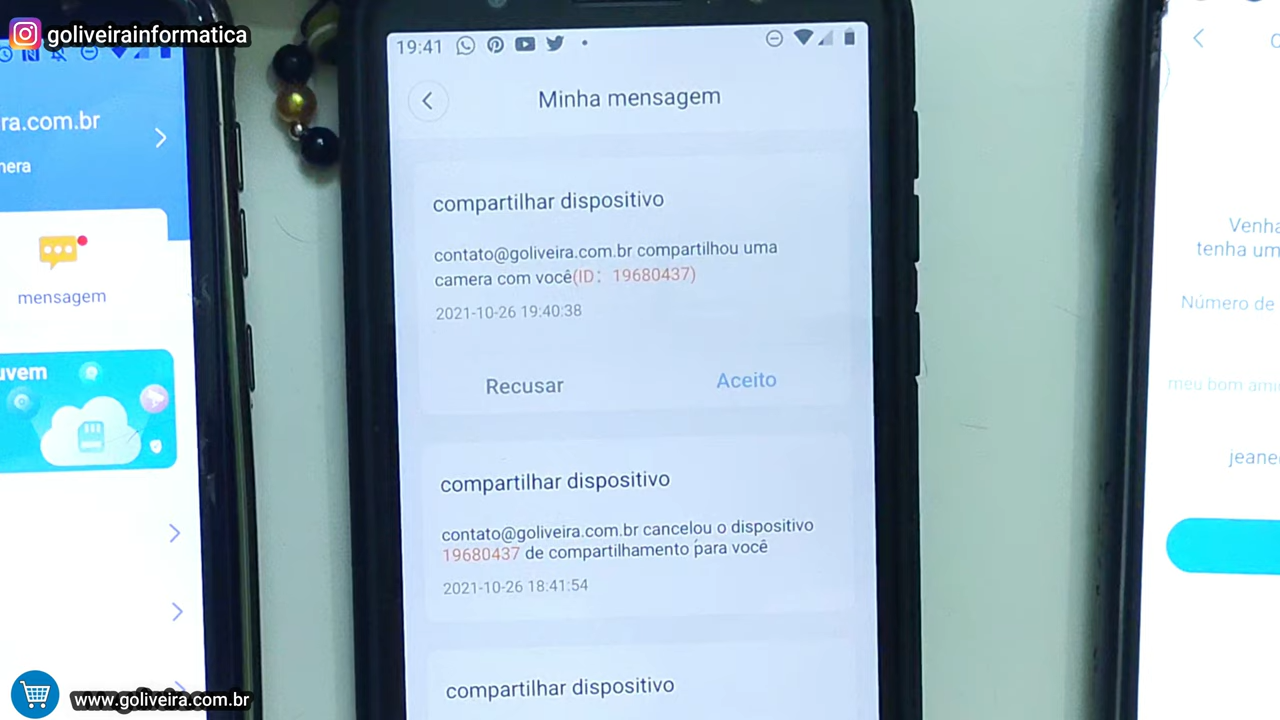 goliveirainformatica
ra.com.br
nera
mensagem
uvem
19:41
Minha mensagem
compartilhar dispositivo
contato@goliveira.com.br compartilhou uma
camera com você(ID: 19680437)
2021-10-26 19:40:38
Recusar Aceito
compartilhar dispositivo
contato@goliveira.com.br cancelou o dispositivo
19680437 de compartilhamento para você
2021-10-26 18:41:54
compartilhar dispositivo
Venha
tenha um
Número de
meu bom ami
jeane
www.goliveira.com.br